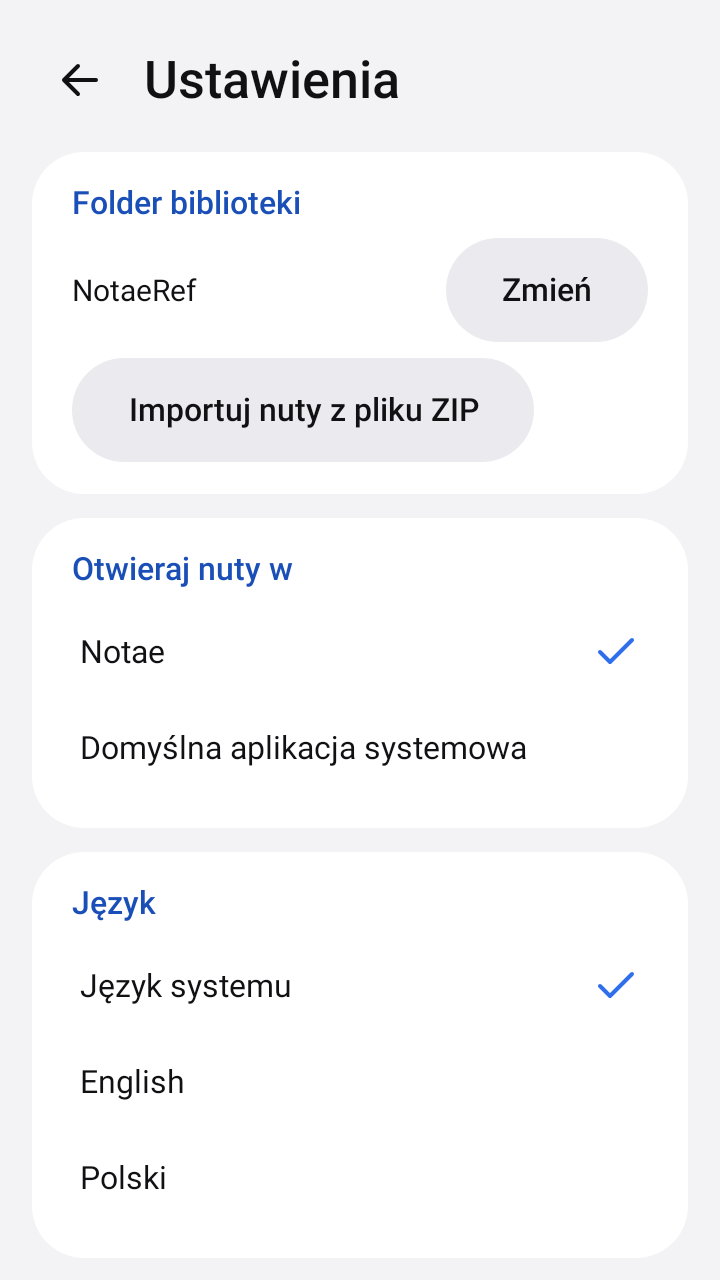 Ustawienia
Folder biblioteki
NotaeRef
Zmień
Importuj nuty z pliku ZIP
Otwieraj nuty w
Notae
Domyślna aplikacja systemowa
Język
Język systemu
English
Polski